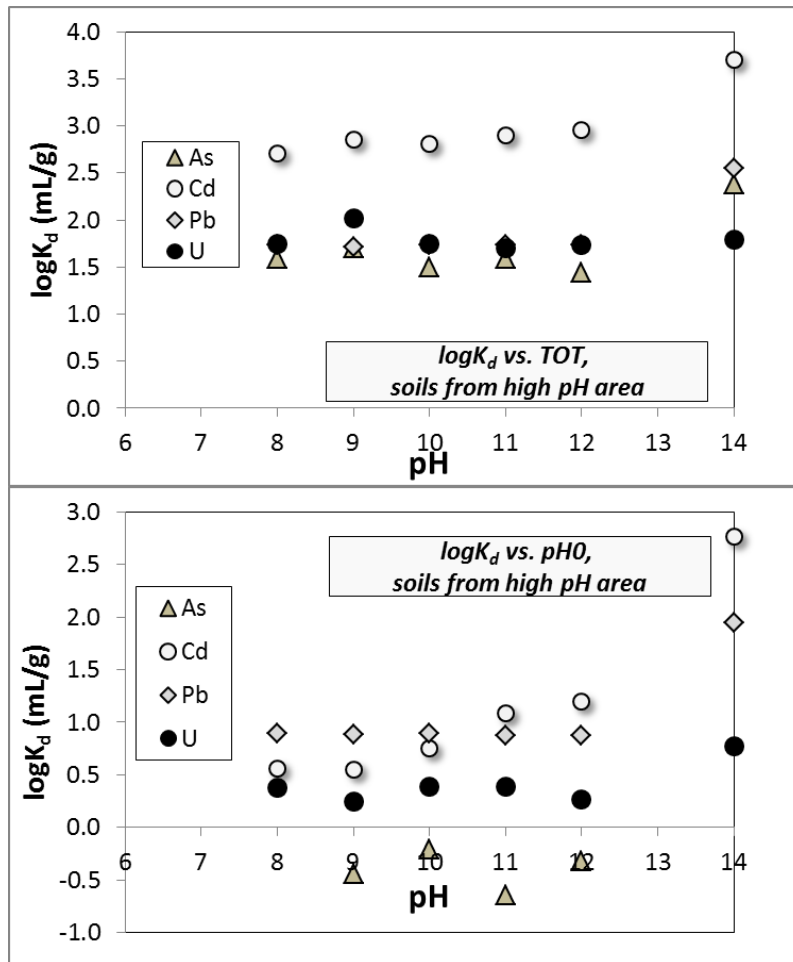 4.0
3.5
3.0
2.5
2.0
1.5
1.0
0.5
0.0
logKd (mL/g)
As
Cd
Pb
U
logKd vs. TOT,
soils from high pH area
6 7 8 9 10 11 12 13 14
pH
3.0
2.5
2.0
1.5
1.0
0.5
0.0
-0.5
-1.0
logKd (mL/g)
As
Cd
Pb
U
logKd vs. pH0,
soils from high pH area
6 7 8 9 10 11 12 13 14
pH